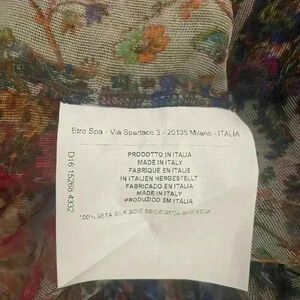 Etro Spa - Via Spartaco 3 - 20135 Milano - ITALIA
D16 15268 4332
PRODOTTO IN ITALIA
MADE IN ITALY
FABRIQUE EN ITALIE
IN ITALIEN HERGESTELLT
FABRICADO EN ITALIA
MADE IN ITALY
PRODUZIDO EM ITALIA
100% SETA SILK SOIE SEIDE SEDA SILK SEDA